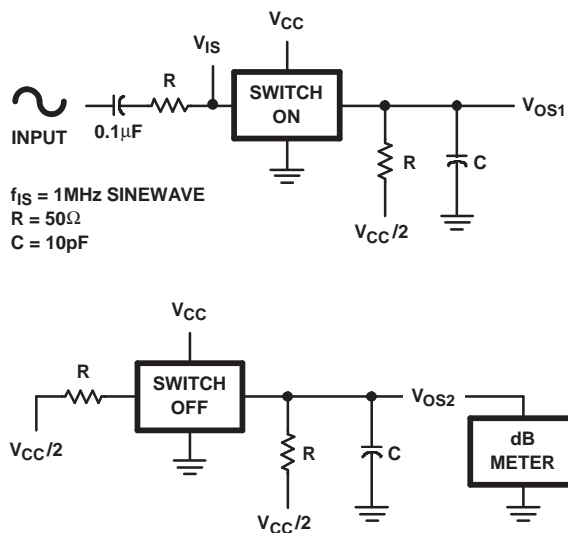 VCC
VIS
R
SWITCH
ON
VOS1
INPUT
0.1μF
R
C
fIS = 1MHz SINEWAVE
R = 50Ω
C = 10pF
VCC/2
VCC
R
SWITCH
OFF
VOS2
VCC/2
R
C
dB
METER
VCC/2